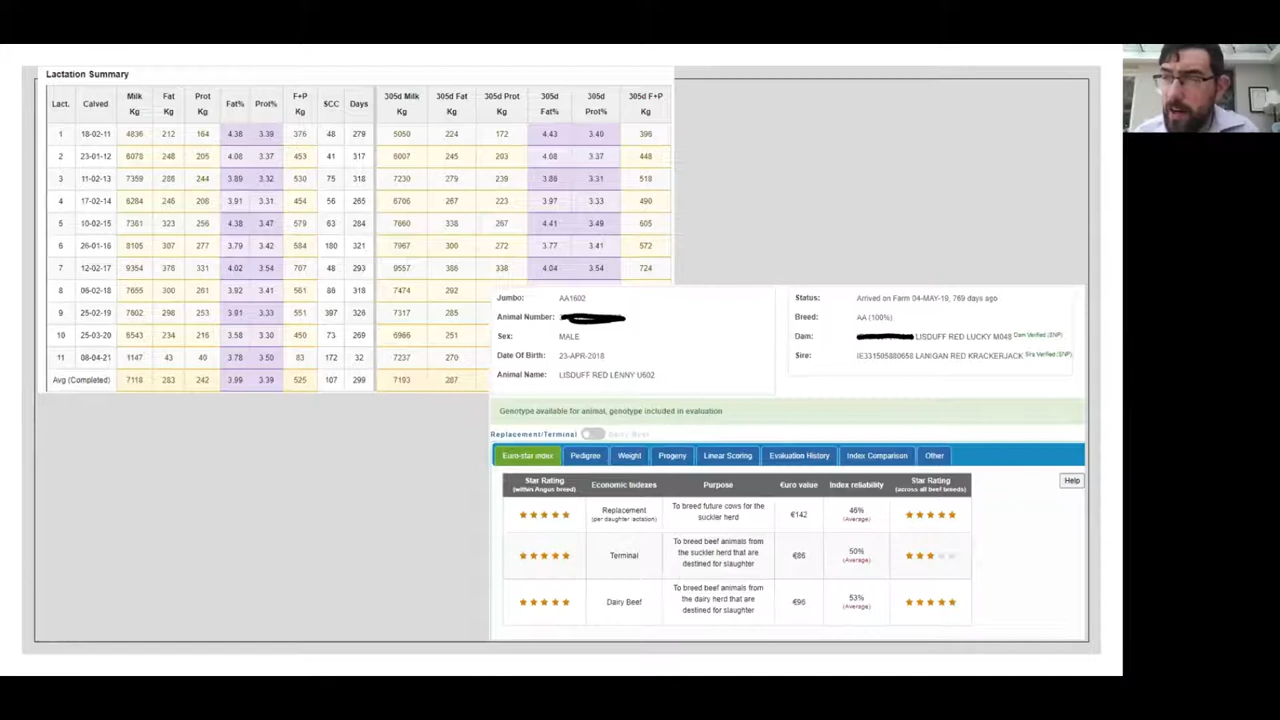 Lactation Summary
Lact. Calved Milk Kg Fat Kg Prot Kg Fat% Prot% F+P Kg SCC Days 305d Milk Kg 305d Fat Kg 305d Prot Kg 305d Fat% 305d Prot% 305d F+P Kg
1 18-02-11 4836 212 164 4.38 3.39 376 48 279 5050 224 172 4.43 3.40 396
2 23-01-12 6078 248 205 4.08 3.37 453 41 317 6007 245 203 4.08 3.37 448
3 11-02-13 7359 286 244 3.89 3.32 530 75 318 7230 279 239 3.86 3.31 518
4 17-02-14 6284 246 208 3.91 3.31 454 56 265 6706 267 223 3.97 3.33 490
5 10-02-15 7361 323 256 4.38 3.47 579 63 284 7660 338 267 4.41 3.49 605
6 26-01-16 8105 307 277 3.79 3.42 584 180 321 7967 300 272 3.77 3.41 572
7 12-02-17 9354 376 331 4.02 3.54 707 48 293 9557 386 338 4.04 3.54 724
8 06-02-18 7655 300 261 3.92 3.41 561 86 318 7474 292
9 25-02-19 7602 298 253 3.91 3.33 551 397 326 7317 285
10 25-03-20 6543 234 216 3.58 3.30 450 73 269 6966 251
11 08-04-21 1147 43 40 3.78 3.50 83 172 32 7237 270
Avg (Completed) 7118 283 242 3.99 3.39 525 107 299 7193 287
Jumbo: AA1602
Animal Number:
Sex: MALE
Date Of Birth: 23-APR-2018
Animal Name: LISDUFF RED LENNY U602
Status: Arrived on Farm 04-MAY-19, 769 days ago
Breed: AA (100%)
Dam: LISDUFF RED LUCKY M048 Dam Verified (SNP)
Sire: IE331505880658 LANIGAN RED KRACKERJACK Sire Verified (SNP)
Genotype available for animal, genotype included in evaluation
Replacement/Terminal Dairy Beef
Euro-star index Pedigree Weight Progeny Linear Scoring Evaluation History Index Comparison Other
Help
Star Rating (within Angus breed) Economic Indexes Purpose €uro value Index reliability Star Rating (across all beef breeds)
Replacement (per daughter lactation) To breed future cows for the suckler herd €142 46% (Average)
Terminal To breed beef animals from the suckler herd that are destined for slaughter €86 50% (Average)
Dairy Beef To breed beef animals from the dairy herd that are destined for slaughter €96 53% (Average)